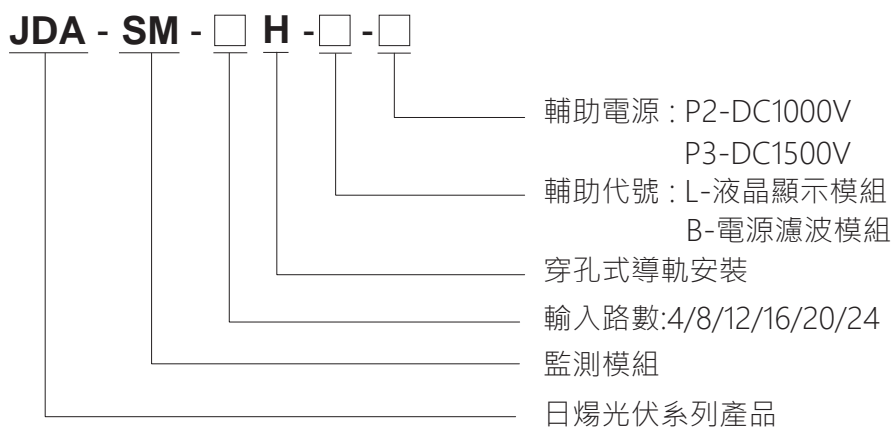 JDA - SM - □ H -□ -□
輔助電源 : P2-DC1000V
P3-DC1500V
輔助代號 : L-液晶顯示模組
B-電源濾波模組
穿孔式導軌安裝
輸入路數:4/8/12/16/20/24
監測模組
日煬光伏系列產品